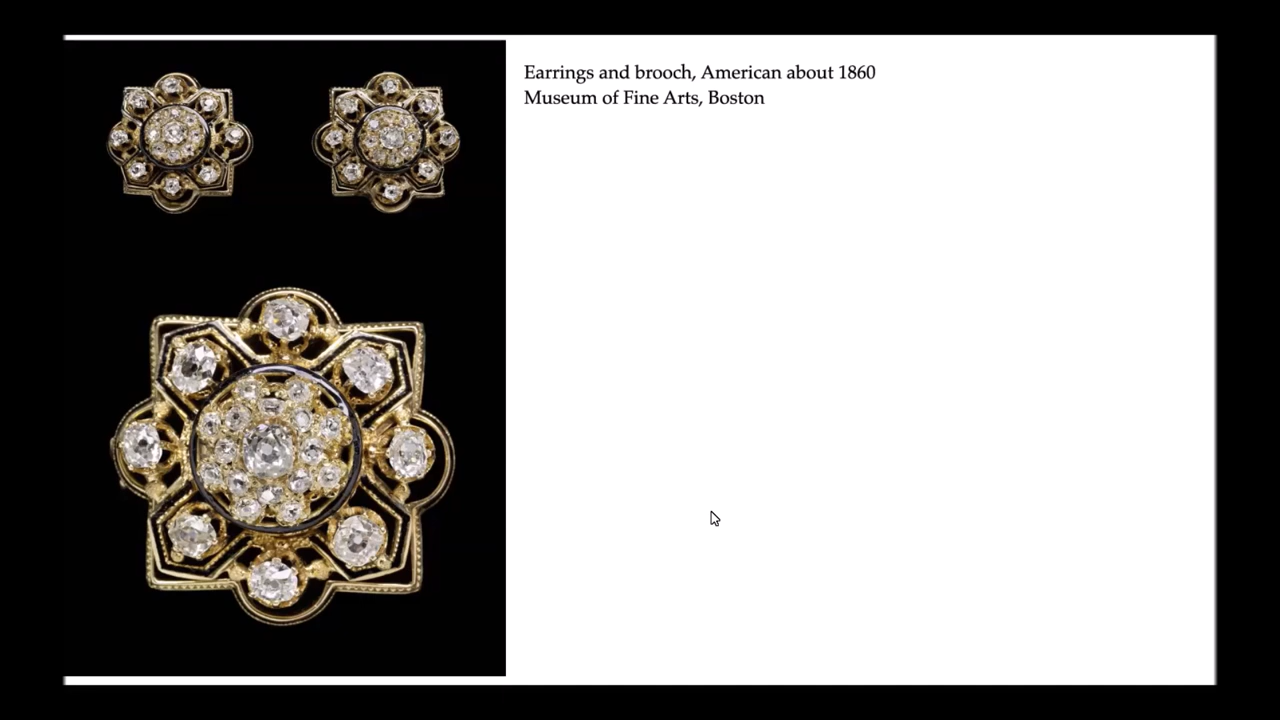 Earrings and brooch, American about 1860
Museum of Fine Arts, Boston